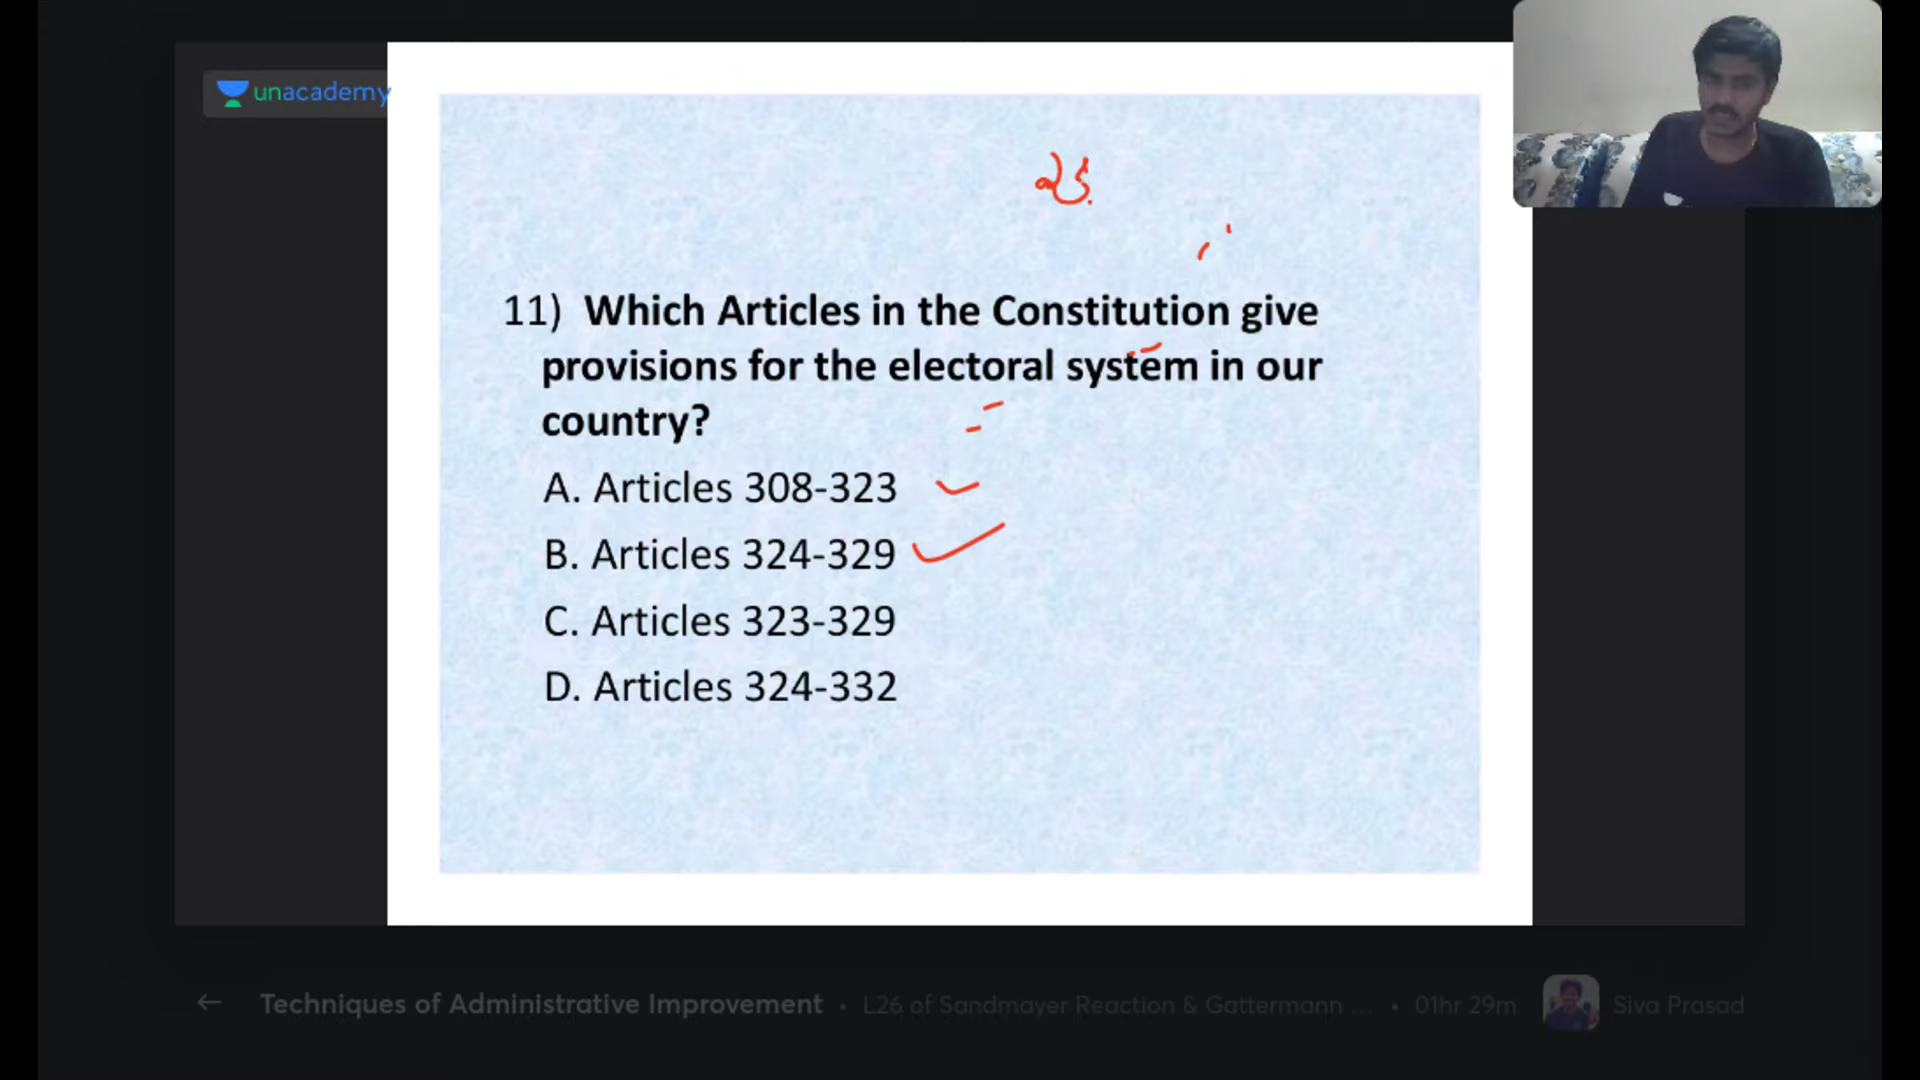 unacademy
11) Which Articles in the Constitution give
provisions for the electoral system in our
country?
A. Articles 308-323
B. Articles 324-329
C. Articles 323-329
D. Articles 324-332
Techniques of Administrative Improvement • L26 of Sandmayer Reaction & Gattermann ... • 01hr 29m Siva Prasad